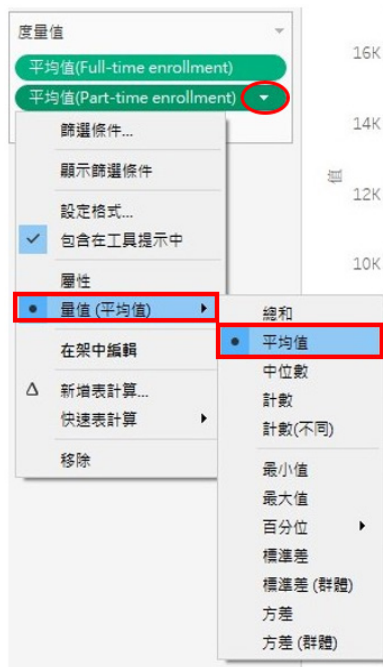 度量值
平均值(Full-time enrollment)
平均值(Part-time enrollment)
16K
14K
值
12K
10K
篩選條件...
顯示篩選條件
設定格式...
包含在工具提示中
屬性
量值 (平均值)
在架中編輯
新增表計算...
快速表計算
移除
總和
平均值
中位數
計數
計數(不同)
最小值
最大值
百分位
標準差
標準差 (群體)
方差
方差 (群體)